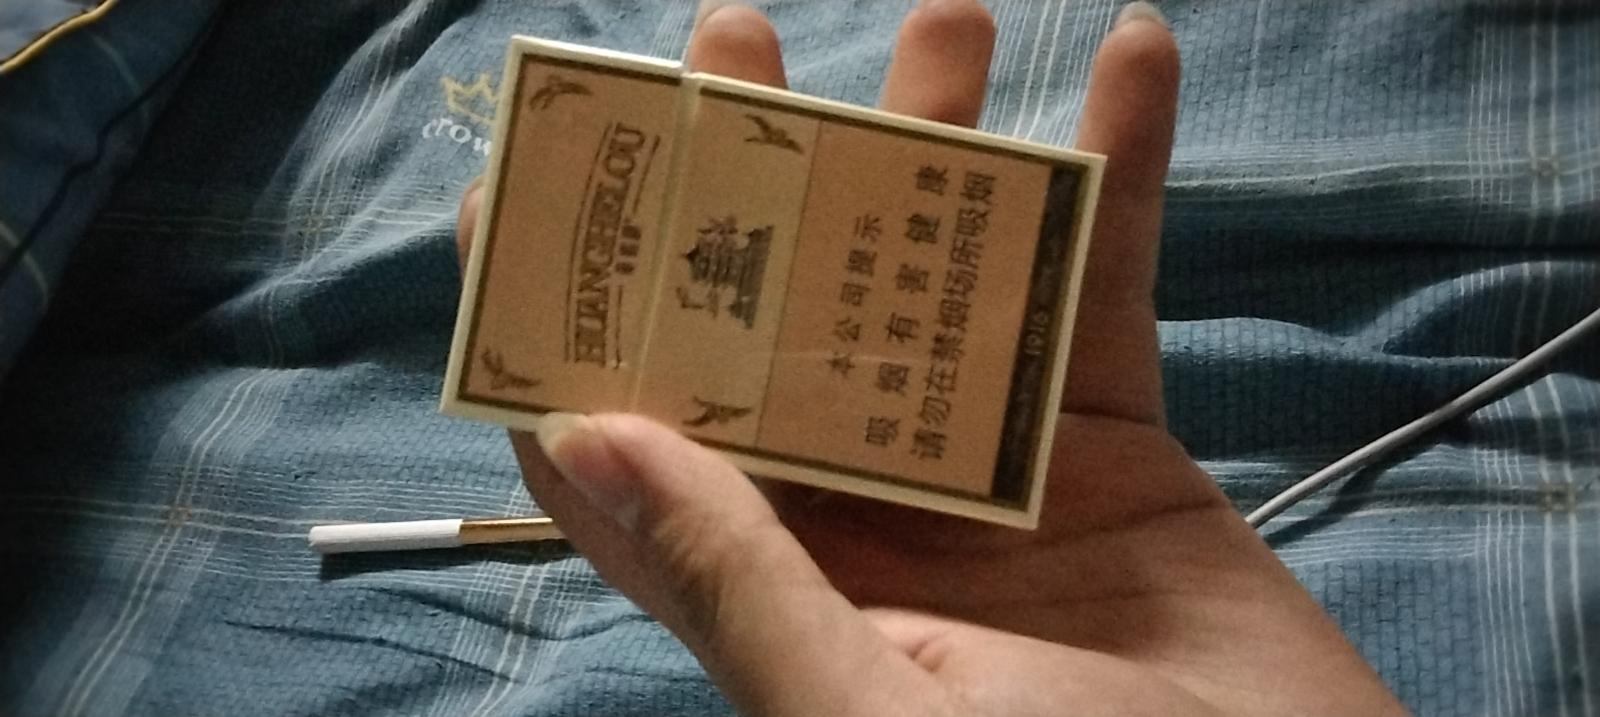 HUANGHELOU
本公司提示
吸烟有害健康
请勿在禁烟场所吸烟
1916